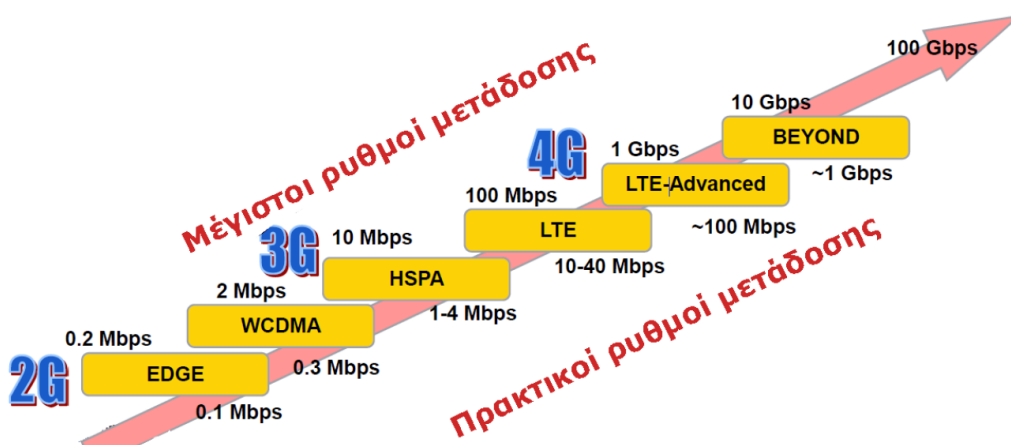 100 Gbps
Μέγιστοι ρυθμοί μετάδοσης
10 Gbps
BEYOND
~1 Gbps
4G
1 Gbps
LTE-Advanced
~100 Mbps
100 Mbps
LTE
10-40 Mbps
3G
10 Mbps
HSPA
1-4 Mbps
2 Mbps
WCDMA
0.3 Mbps
2G
0.2 Mbps
EDGE
0.1 Mbps
Πρακτικοί ρυθμοί μετάδοσης